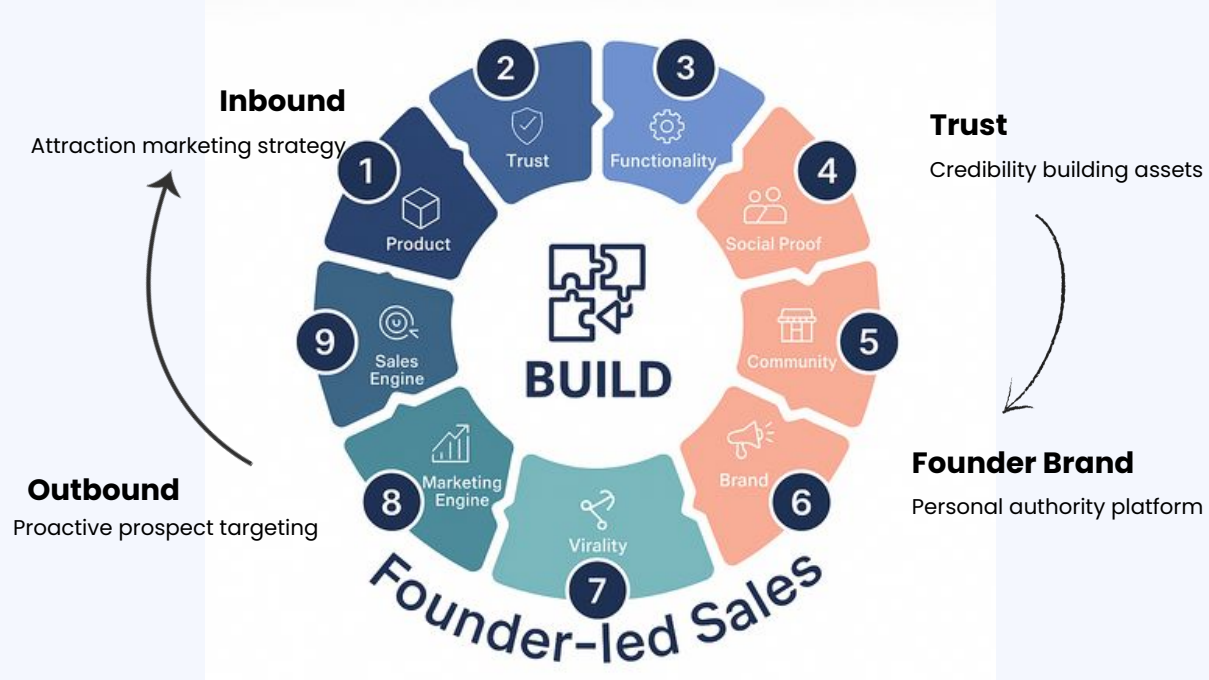 Inbound
Attraction marketing strategy
Trust
Credibility building assets
Founder Brand
Personal authority platform
Outbound
Proactive prospect targeting
1
Product
2
Trust
3
Functionality
4
Social Proof
5
Community
6
Brand
7
Virality
8
Marketing
Engine
9
Sales
Engine
BUILD
Founder-led Sales